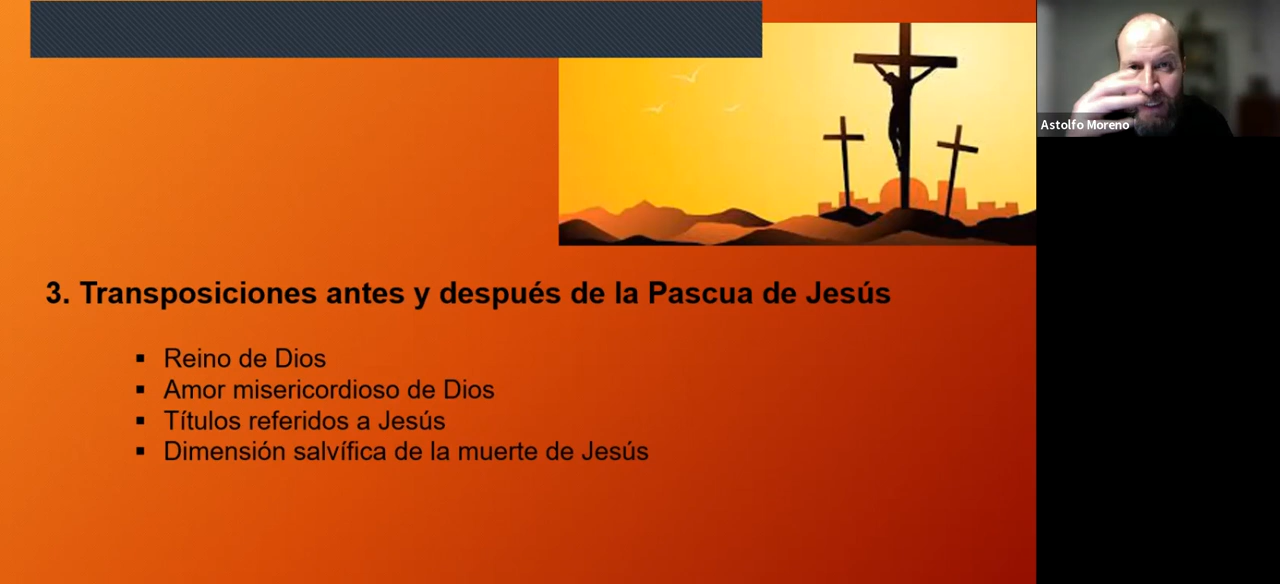 Astolfo Moreno
3. Transposiciones antes y después de la Pascua de Jesús
▪ Reino de Dios
▪ Amor misericordioso de Dios
▪ Títulos referidos a Jesús
▪ Dimensión salvífica de la muerte de Jesús